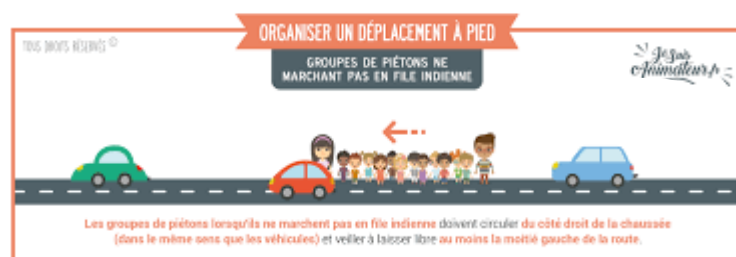 ORGANISER UN DÉPLACEMENT À PIED
TOUS DROITS RÉSERVÉS ©
GROUPES DE PIÉTONS NE
MARCHANT PAS EN FILE INDIENNE
Je Suis
Animateur.fr
Les groupes de piétons lorsqu'ils ne marchent pas en file indienne doivent circuler du côté droit de la chaussée
(dans le même sens que les véhicules) et veiller à laisser libre au moins la moitié gauche de la route.